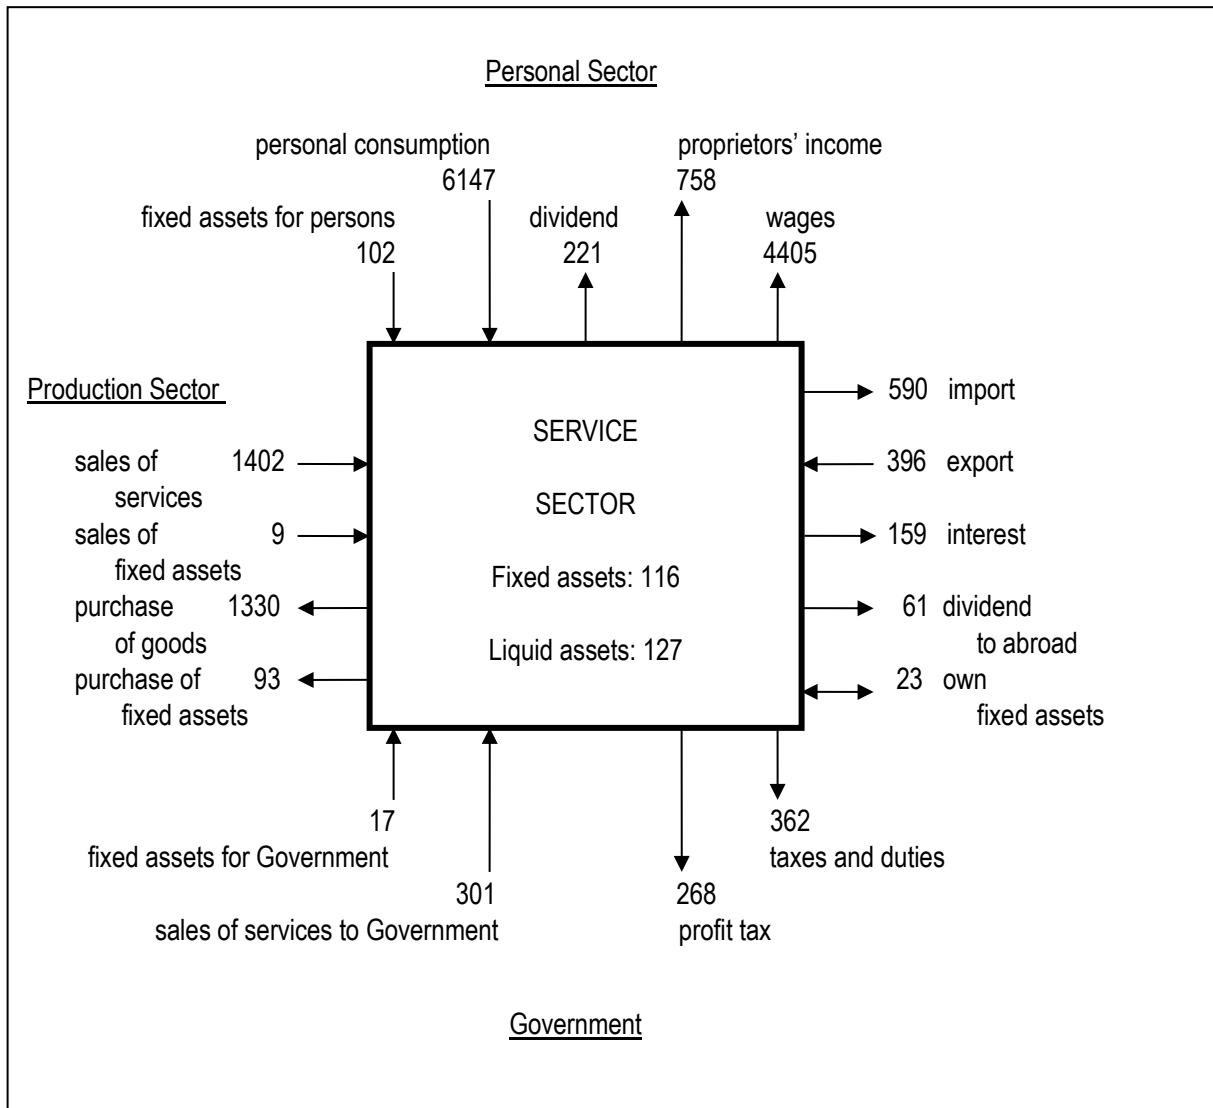 Personal Sector
personal consumption
6147
proprietors' income
758
fixed assets for persons
102
dividend
221
wages
4405
Production Sector
sales of 1402
services
sales of 9
fixed assets
purchase 1330
of goods
purchase of 93
fixed assets
SERVICE
SECTOR
Fixed assets: 116
Liquid assets: 127
590 import
396 export
159 interest
61 dividend
to abroad
23 own
fixed assets
17
fixed assets for Government
301
sales of services to Government
362
taxes and duties
268
profit tax
Government